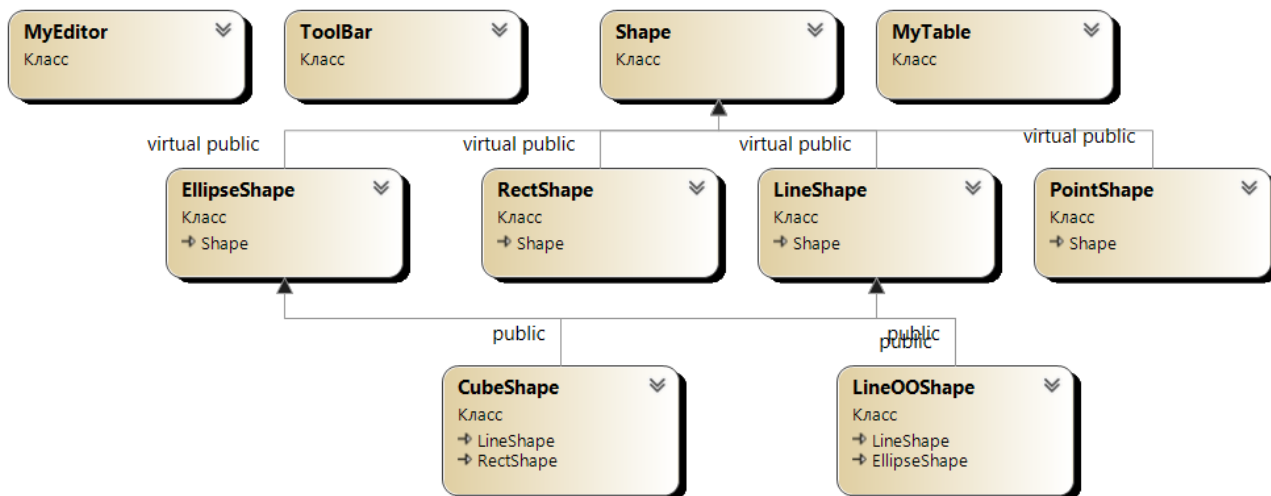 MyEditor
Класс
ToolBar
Класс
Shape
Класс
MyTable
Класс
virtual public
virtual public
virtual public
virtual public
EllipseShape
Класс
Shape
RectShape
Класс
Shape
LineShape
Класс
Shape
PointShape
Класс
Shape
public
public
public
CubeShape
Класс
LineShape
RectShape
LineOOShape
Класс
LineShape
EllipseShape